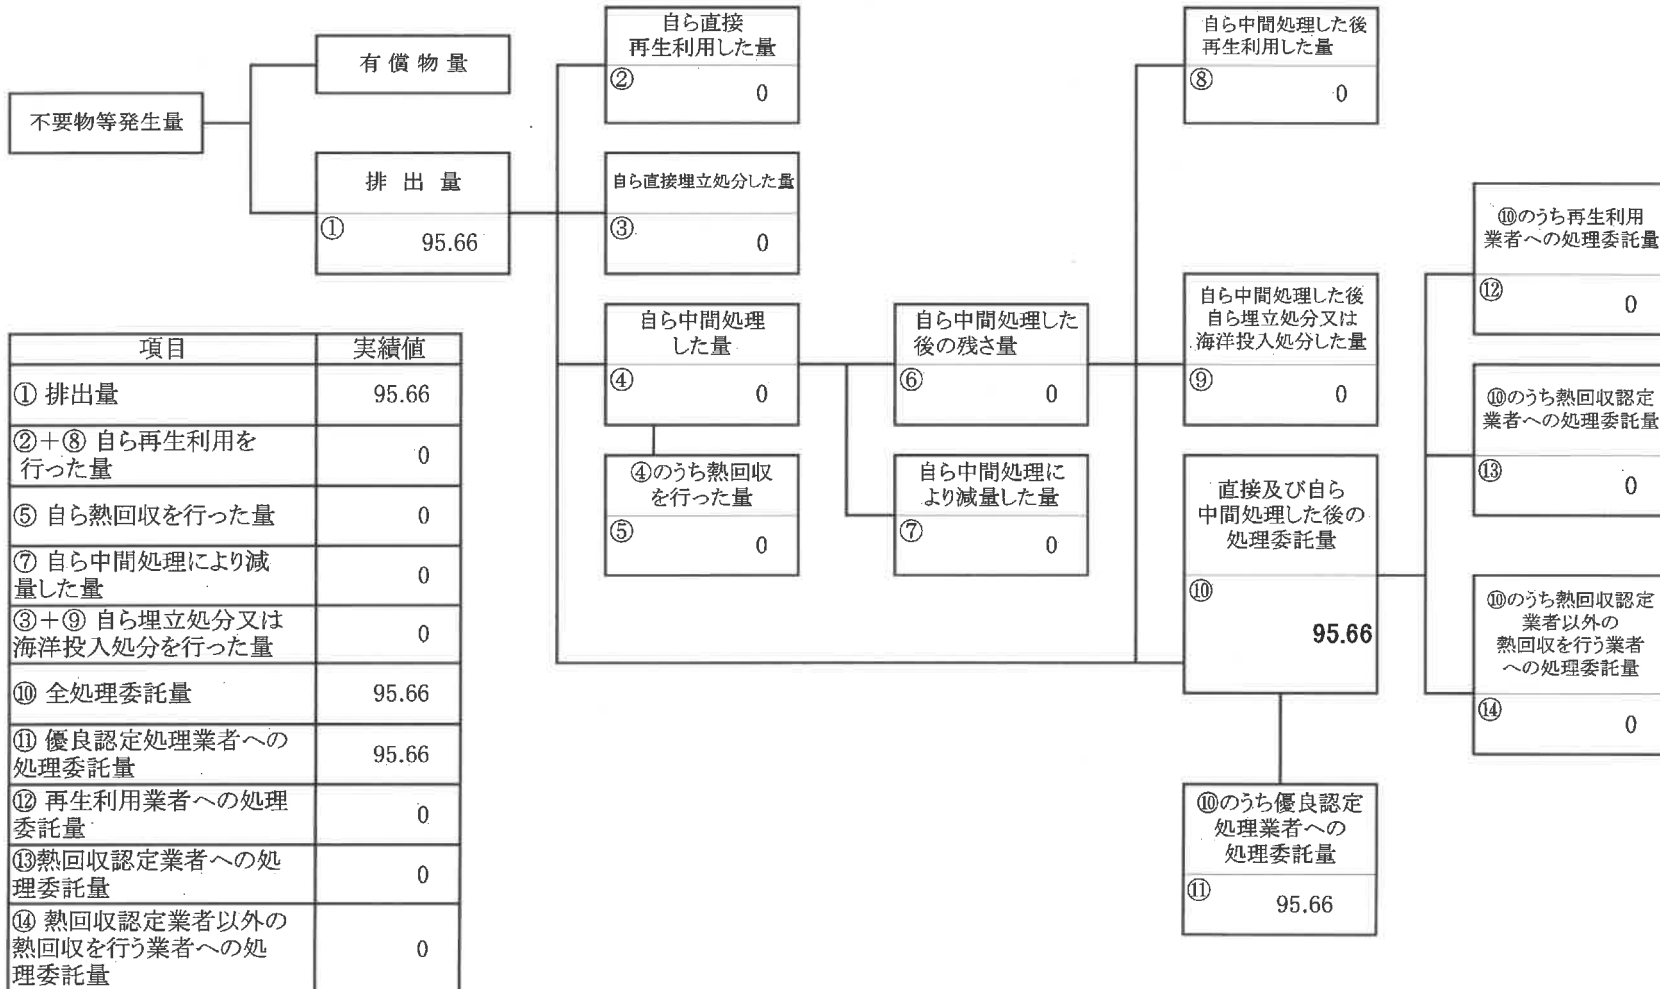 不要物等発生量
有償物量
排出量
①
95.66
自ら直接
再生利用した量
②
0
自ら直接埋立処分した量
③
0
自ら中間処理
した量
④
0
④のうち熱回収
を行った量
⑤
0
自ら中間処理した
後の残さ量
⑥
0
自ら中間処理に
より減量した量
⑦
0
自ら中間処理した後
再生利用した量
⑧
0
自ら中間処理した後
自ら埋立処分又は
海洋投入処分した量
⑨
0
直接及び自ら
中間処理した後の
処理委託量
⑩
95.66
⑩のうち優良認定
処理業者への
処理委託量
⑪
95.66
⑩のうち再生利用
業者への処理委託量
⑫
0
⑩のうち熱回収認定
業者への処理委託量
⑬
0
⑩のうち熱回収認定
業者以外の
熱回収を行う業者
への処理委託量
⑭
0
項目 実績値
① 排出量 95.66
②+⑧ 自ら再生利用を
行った量 0
⑤ 自ら熱回収を行った量 0
⑦ 自ら中間処理により減
量した量 0
③+⑨ 自ら埋立処分又は
海洋投入処分を行った量 0
⑩ 全処理委託量 95.66
⑪ 優良認定処理業者への
処理委託量 95.66
⑫ 再生利用業者への処理
委託量 0
⑬熱回収認定業者への処
理委託量 0
⑭ 熱回収認定業者以外の
熱回収を行う業者への処
理委託量 0